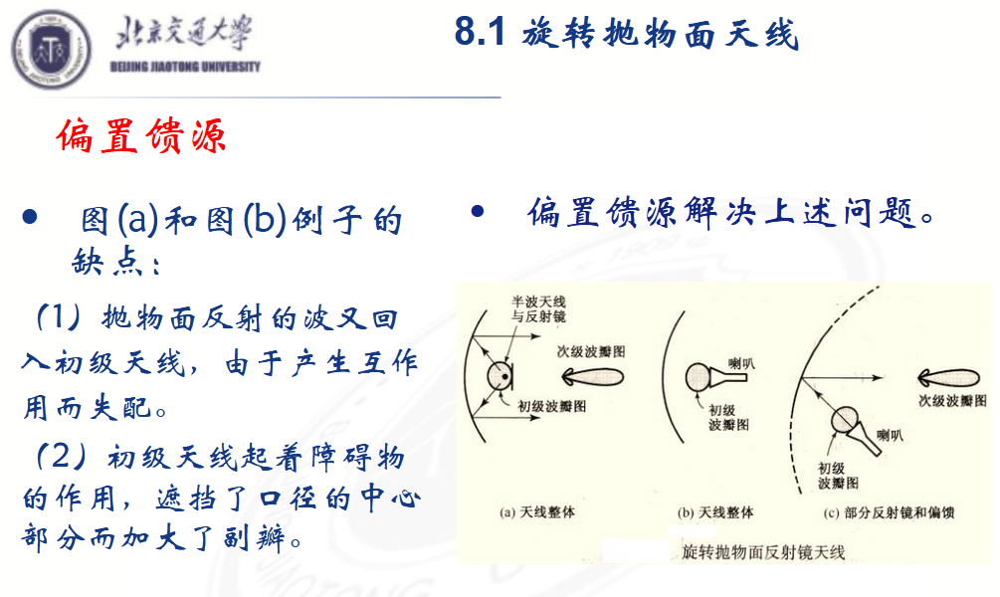 北京交通大学
BEIJING JIAOTONG UNIVERSITY
8.1 旋转抛物面天线
偏置馈源
• 图(a)和图(b)例子的
缺点：
（1）抛物面反射的波又回
入初级天线，由于产生互作
用而失配。
（2）初级天线起着障碍物
的作用，遮挡了口径的中心
部分而加大了副瓣。
• 偏置馈源解决上述问题。
半波天线
与反射镜
次级波瓣图
初级波瓣图
(a) 天线整体
喇叭
初级
波瓣图
(b) 天线整体
次级波瓣图
喇叭
初级
波瓣图
(c) 部分反射镜和偏馈
旋转抛物面反射镜天线